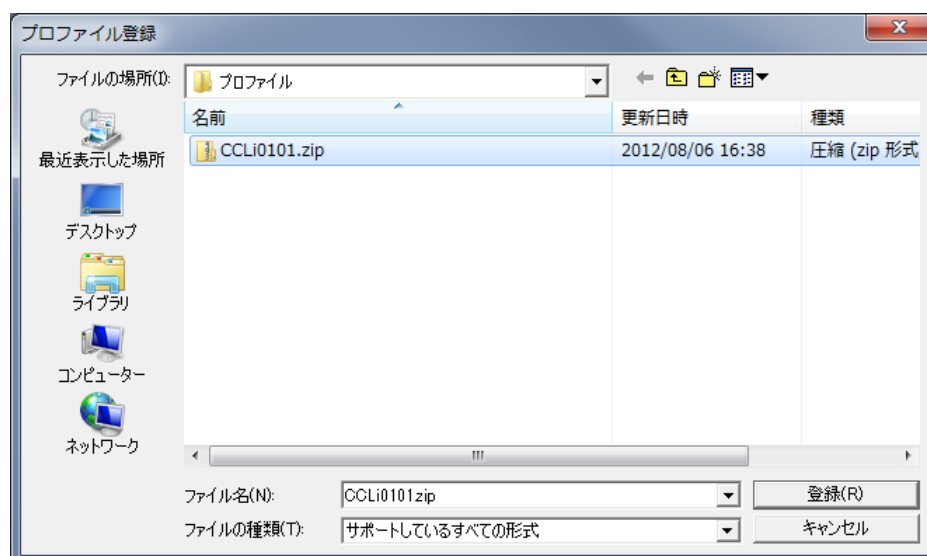 プロファイル登録
ファイルの場所(I):
プロファイル
最近表示した場所
デスクトップ
ライブラリ
コンピューター
ネットワーク
名前 更新日時 種類
CCLi0101.zip 2012/08/06 16:38 圧縮 (zip 形式
ファイル名(N): CCLi0101zip 登録(R)
ファイルの種類(T): サポートしているすべての形式 キャンセル